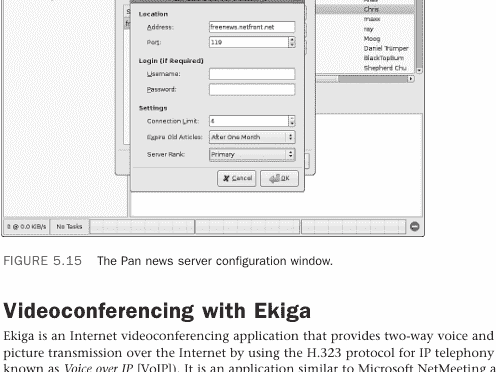 Location
Address: freenews.netfront.net
Port: 119
Chris
maxx
ray
Moog
Daniel Trümper
BlackTopBum
Shepherd Chu
Login (if Required)
Username:
Password:
Settings
Connection Limit: 4
Expire Old Articles: After One Month
Server Rank: Primary
Cancel OK
0 @ 0.0 KiB/s No Tasks
FIGURE 5.15 The Pan news server configuration window.
Videoconferencing with Ekiga
Ekiga is an Internet videoconferencing application that provides two-way voice and
picture transmission over the Internet by using the H.323 protocol for IP telephony
known as Voice over IP [VoIP]). It is an application similar to Microsoft NetMeeting a